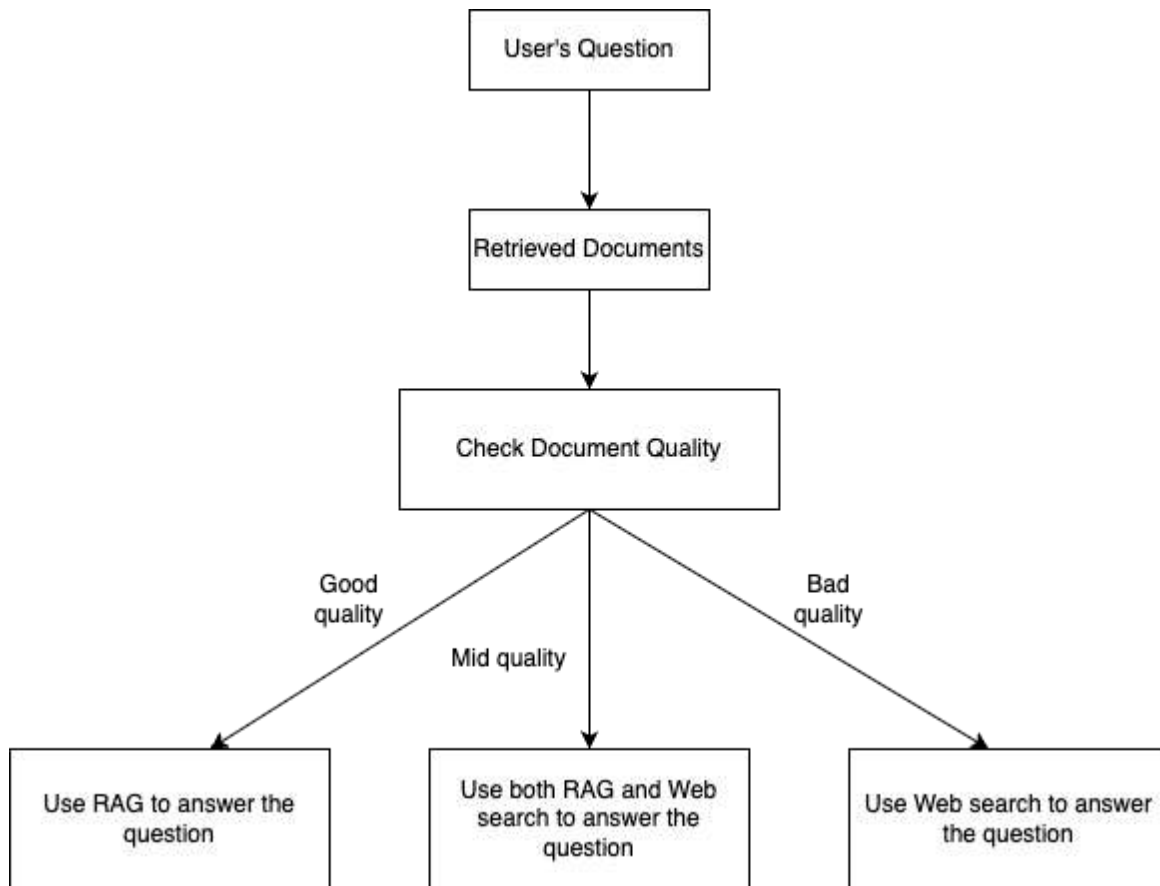 User's Question
Retrieved Documents
Check Document Quality
Good
quality
Mid quality
Bad
quality
Use RAG to answer the
question
Use both RAG and Web
search to answer the
question
Use Web search to answer
the question